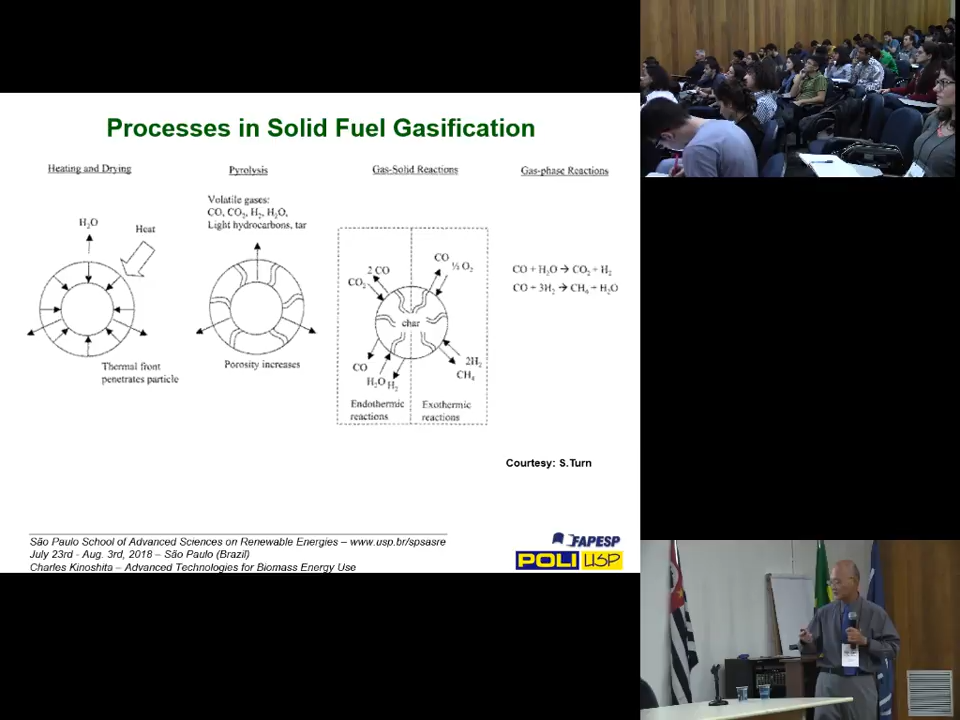 Processes in Solid Fuel Gasification
Heating and Drying
H₂O
Heat
Thermal front
penetrates particle
Pyrolysis
Volatile gases:
CO, CO₂, H₂, H₂O,
Light hydrocarbons, tar
Porosity increases
Gas-Solid Reactions
2 CO
CO₂
CO
½ O₂
char
CO
H₂O
H₂
2H₂
CH₄
Endothermic
reactions
Exothermic
reactions
Gas-phase Reactions
CO + H₂O → CO₂ + H₂
CO + 3H₂ → CH₄ + H₂O
Courtesy: S.Turn
São Paulo School of Advanced Sciences on Renewable Energies – www.usp.br/spsasre
July 23rd - Aug. 3rd, 2018 – São Paulo (Brazil)
Charles Kinoshita – Advanced Technologies for Biomass Energy Use
FAPESP
POLI USP